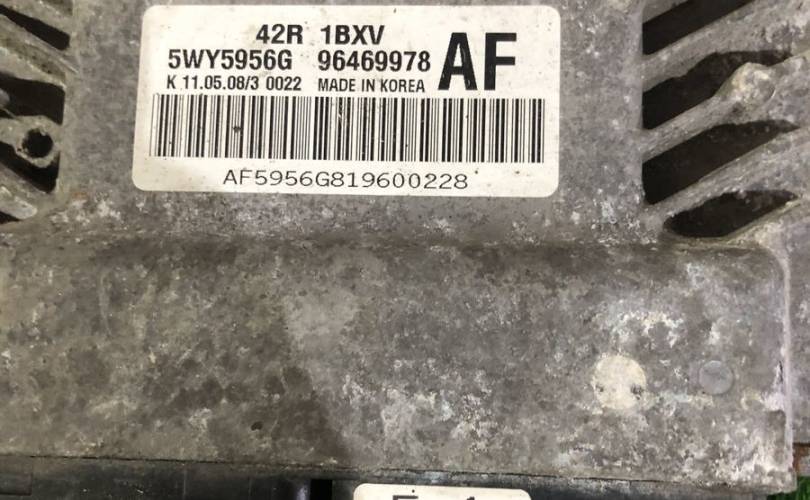 42R 1BXV
5WY5956G 96469978 AF
K 11.05.08/3 0022 MADE IN KOREA
AF5956G819600228